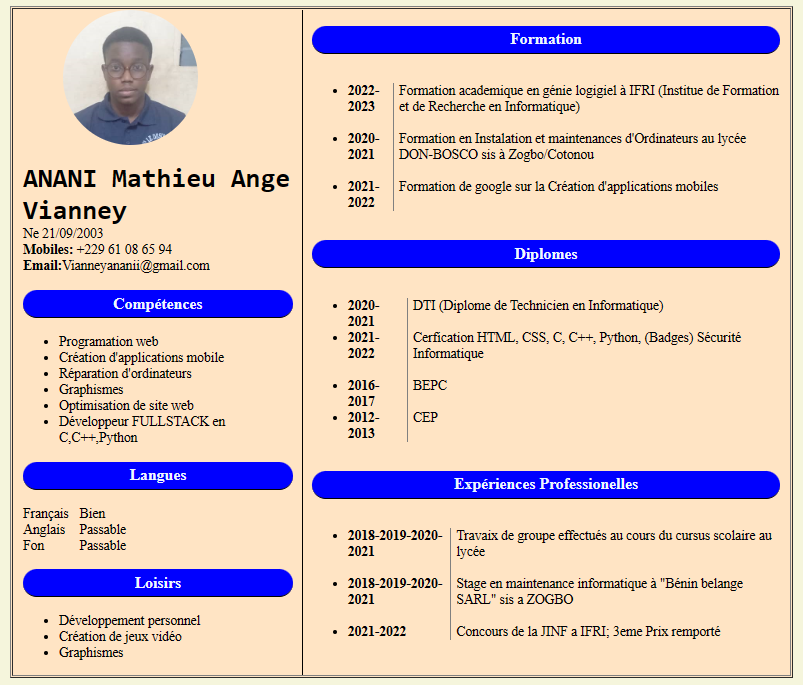 ANANI Mathieu Ange
Vianney
Ne 21/09/2003
Mobiles: +229 61 08 65 94
Email:Vianneyananii@gmail.com
Compétences
Programation web
Création d'applications mobile
Réparation d'ordinateurs
Graphismes
Optimisation de site web
Développeur FULLSTACK en
C,C++,Python
Langues
Français Bien
Anglais Passable
Fon Passable
Loisirs
Développement personnel
Création de jeux vidéo
Graphismes
Formation
2022- Formation academique en génie logigiel à IFRI (Institue de Formation
2023 et de Recherche en Informatique)
2020- Formation en Instalation et maintenances d'Ordinateurs au lycée
2021 DON-BOSCO sis à Zogbo/Cotonou
2021- Formation de google sur la Création d'applications mobiles
2022
Diplomes
2020- DTI (Diplome de Technicien en Informatique)
2021
2021- Cerfication HTML, CSS, C, C++, Python, (Badges) Sécurité
2022 Informatique
2016- BEPC
2017
2012- CEP
2013
Expériences Professionelles
2018-2019-2020- Travaix de groupe effectués au cours du cursus scolaire au
2021 lycée
2018-2019-2020- Stage en maintenance informatique à "Bénin belange
2021 SARL" sis a ZOGBO
2021-2022 Concours de la JINF a IFRI; 3eme Prix remporté